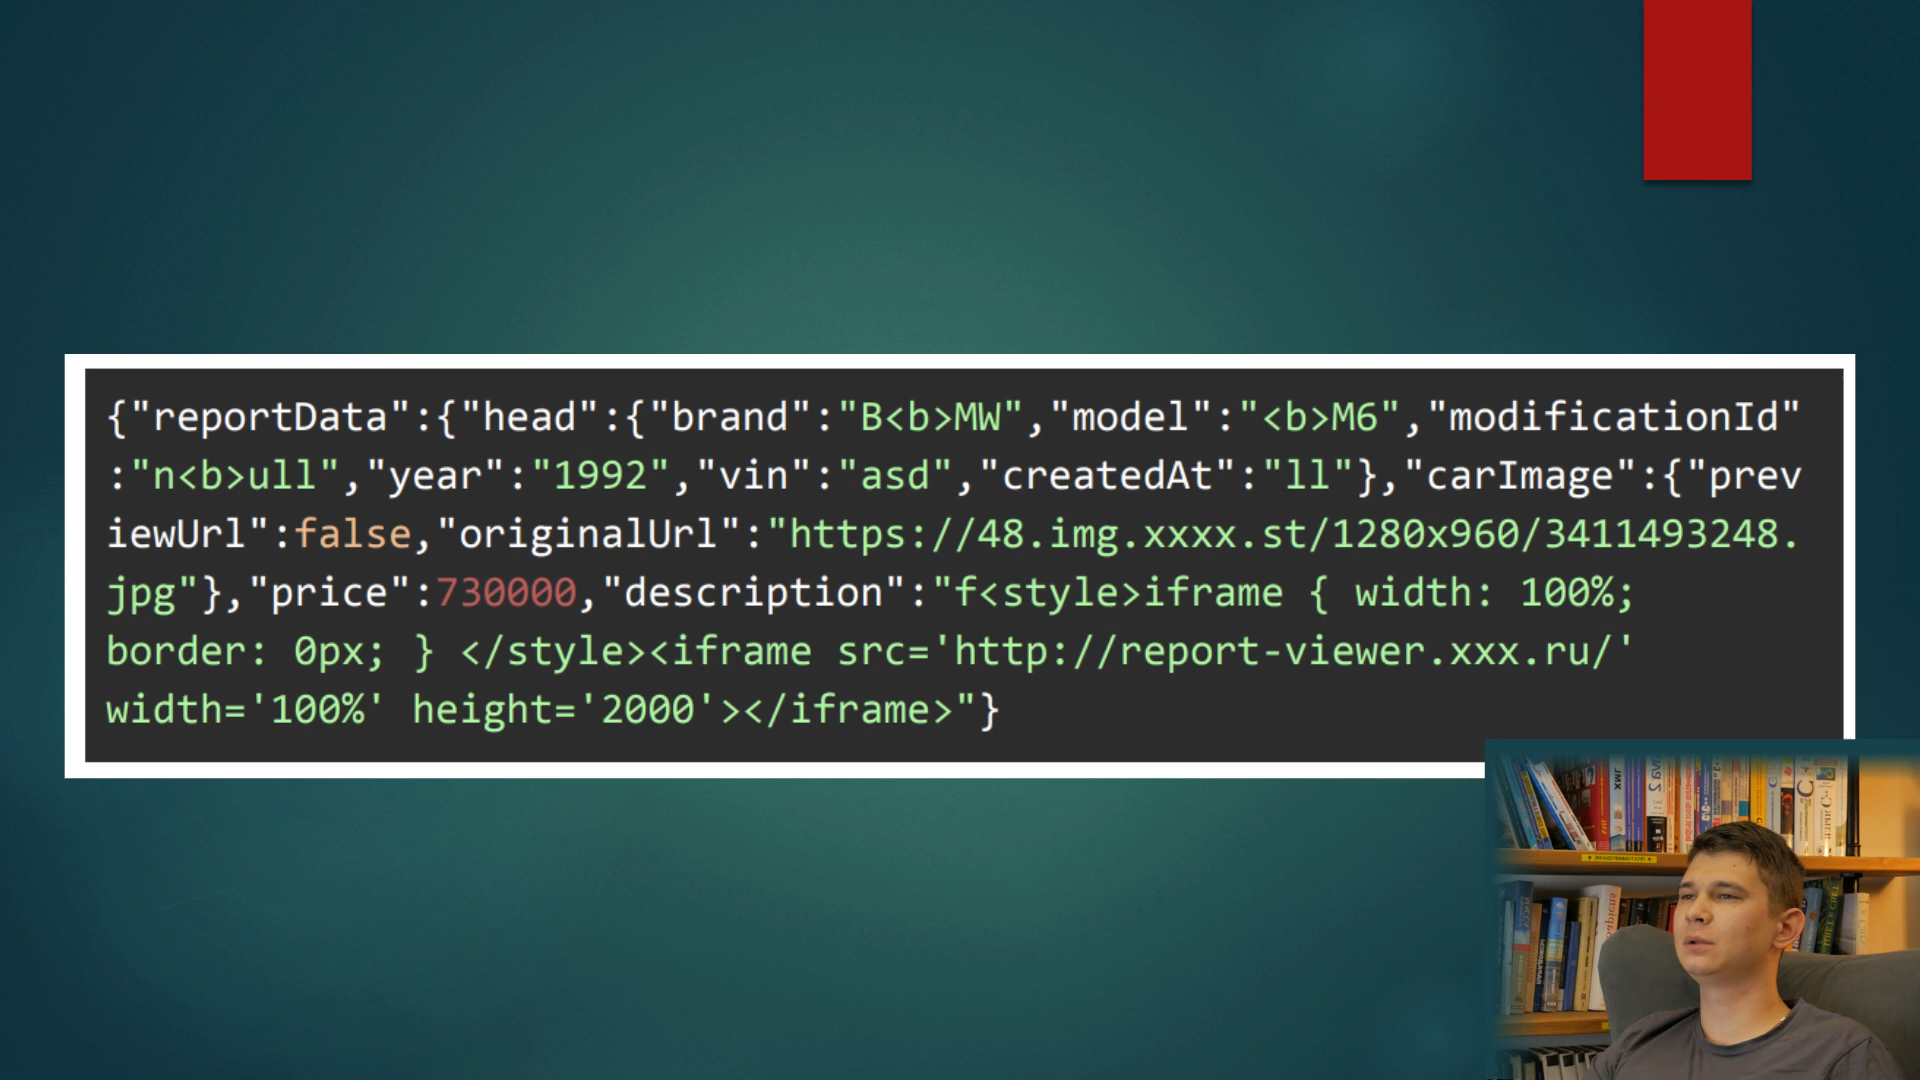 {"reportData":{"head":{"brand":"B<b>MW","model":"<b>M6","modificationId"
:"n<b>ull","year":"1992","vin":"asd","createdAt":"ll"},"carImage":{"prev
iewUrl":false,"originalUrl":"https://48.img.xxxx.st/1280x960/3411493248.
jpg"},"price":730000,"description":"f<style>iframe { width: 100%;
border: 0px; } </style><iframe src='http://report-viewer.xxx.ru/'
width='100%' height='2000'></iframe>"}